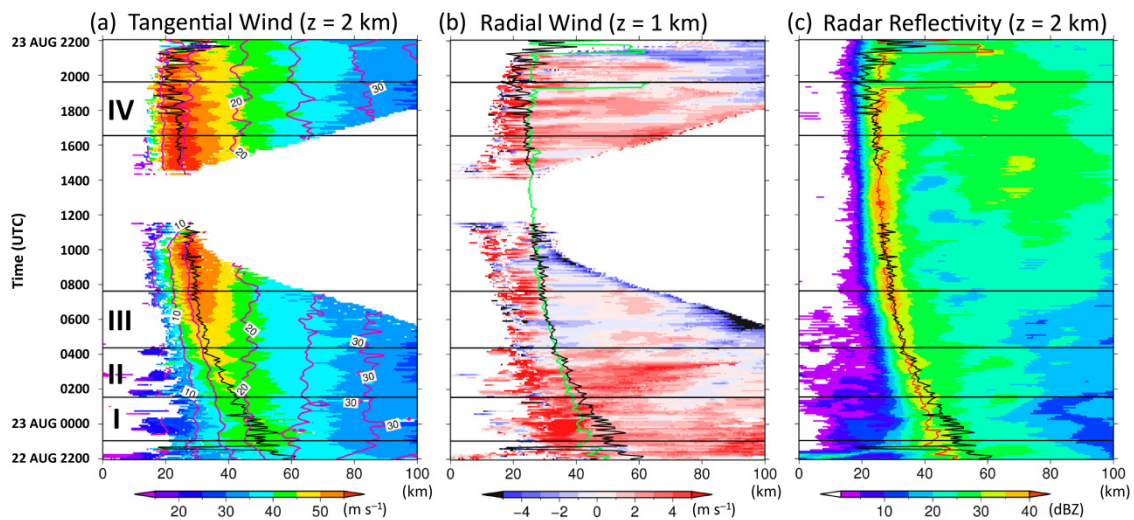 (a) Tangential Wind (z = 2 km)
(b) Radial Wind (z = 1 km)
(c) Radar Reflectivity (z = 2 km)
Time (UTC)
23 AUG 2200
2000
1800
1600
1400
1200
1000
0800
0600
0400
0200
23 AUG 0000
22 AUG 2200
IV
III
II
I
20
30
20
10
20
10
30
30
20
10
30
30
0 20 40 60 80 100
(km)
20 30 40 50 (m s⁻¹)
0 20 40 60 80 100
(km)
−4 −2 0 2 4 (m s⁻¹)
0 20 40 60 80 100
(km)
10 20 30 40 (dBZ)